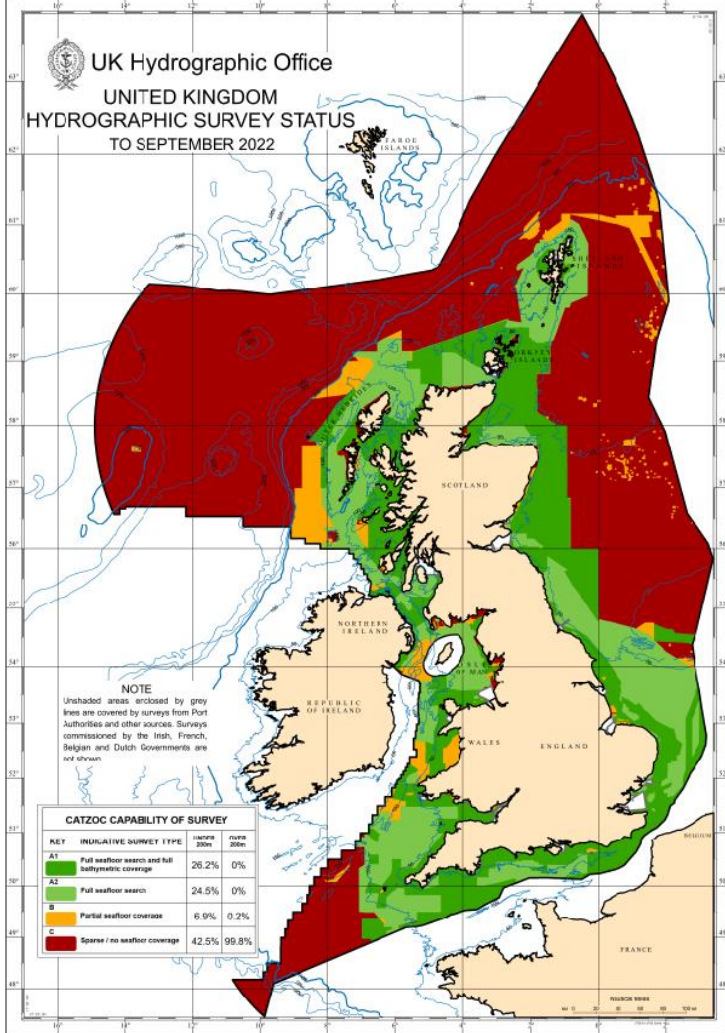 UK Hydrographic Office
UNITED KINGDOM
HYDROGRAPHIC SURVEY STATUS
TO SEPTEMBER 2022
FAROE
ISLANDS
SHETLAND
ISLANDS
ORKNEY
ISLANDS
OUTER HEBRIDES
SCOTLAND
NORTHERN
IRELAND
ISLE
OF MAN
REPUBLIC
OF IRELAND
WALES
ENGLAND
BELGIUM
FRANCE
NOTE
Unshaded areas enclosed by grey
lines are covered by surveys from Port
Authorities and other sources. Surveys
commissioned by the Irish, French,
Belgian and Dutch Governments are
not shown
CATZOC CAPABILITY OF SURVEY
KEY INDICATIVE SURVEY TYPE UNDER 200m OVER 200m
A1 Full seafloor search and full bathymetric coverage 26.2% 0%
A2 Full seafloor search 24.5% 0%
B Partial seafloor coverage 6.9% 0.2%
C Sparse / no seafloor coverage 42.5% 99.8%
NAUTICAL MILES